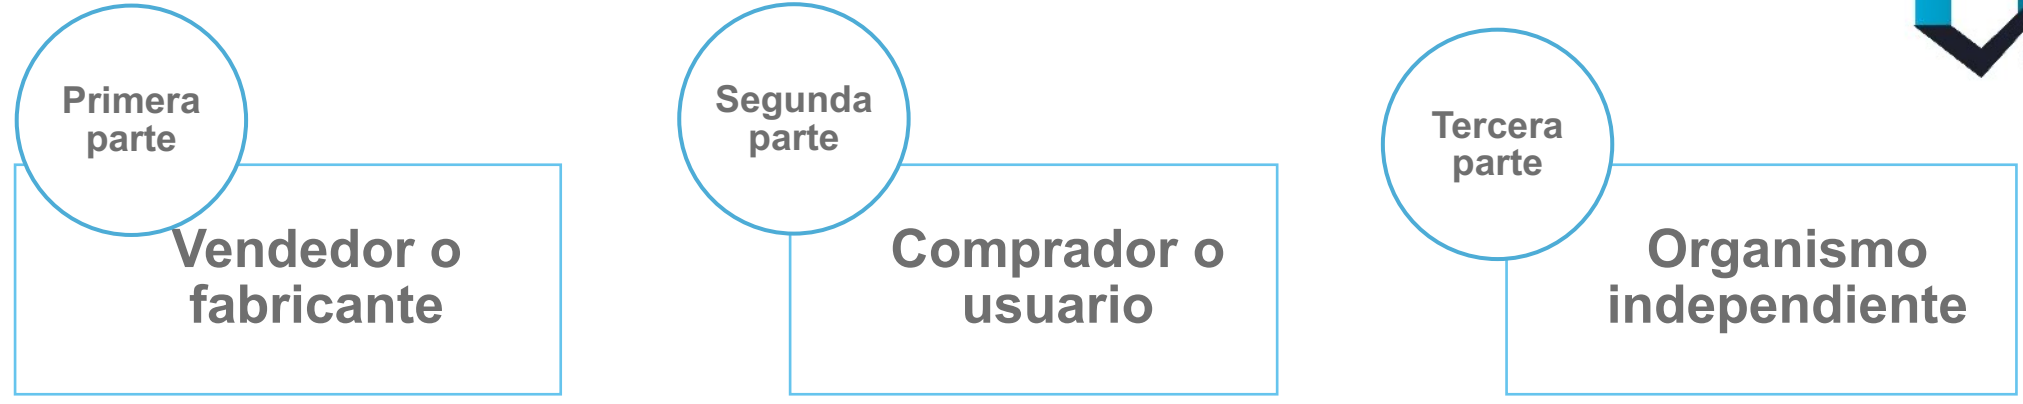 Primera
parte
Vendedor o
fabricante
Segunda
parte
Comprador o
usuario
Tercera
parte
Organismo
independiente